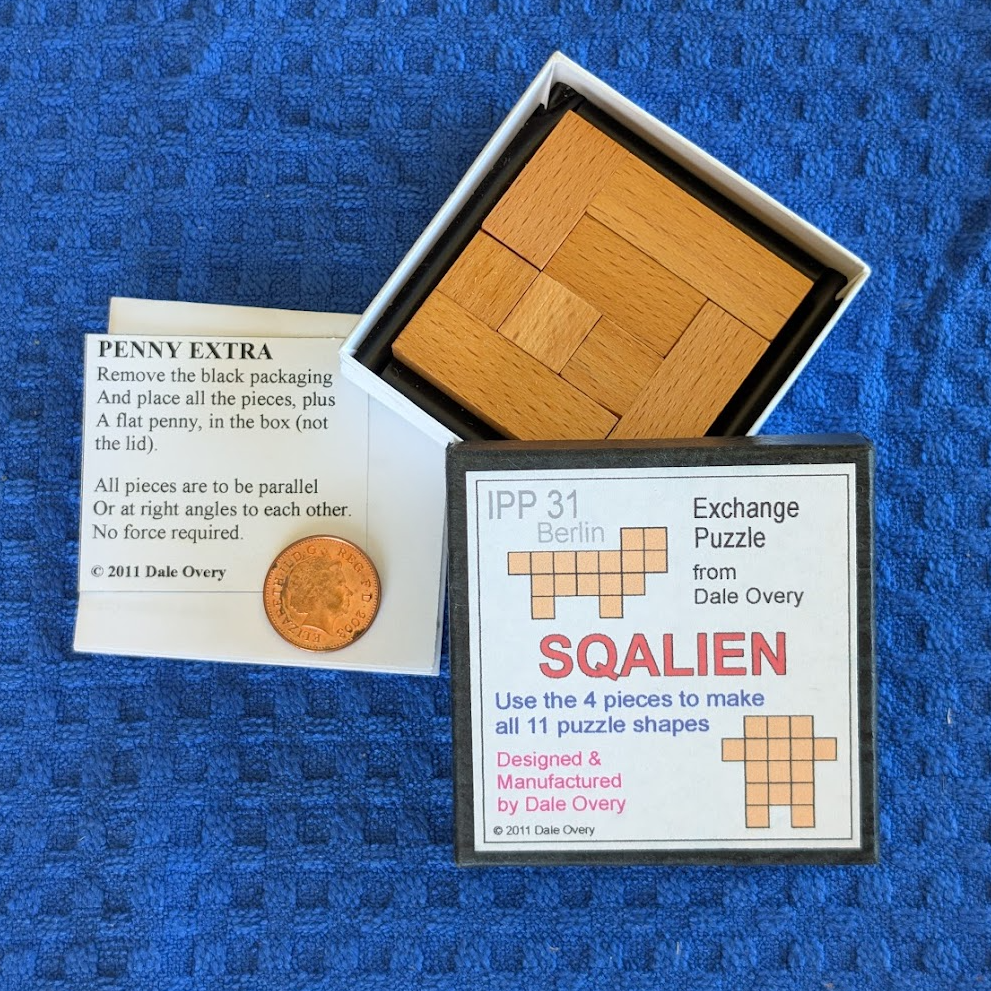 PENNY EXTRA
Remove the black packaging
And place all the pieces, plus
A flat penny, in the box (not
the lid).
All pieces are to be parallel
Or at right angles to each other.
No force required.
© 2011 Dale Overy
ELIZABETH·II·D·G REG·F·D·2003
IPP 31
Berlin
Exchange
Puzzle
from
Dale Overy
SQALIEN
Use the 4 pieces to make
all 11 puzzle shapes
Designed &
Manufactured
by Dale Overy
© 2011 Dale Overy